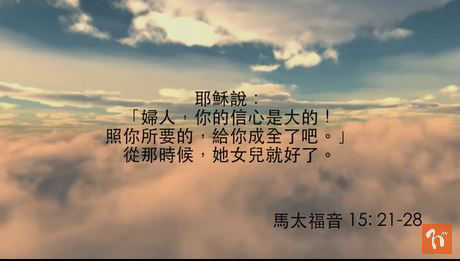 耶穌說：
「婦人，你的信心是大的！
照你所要的，給你成全了吧。」
從那時候，她女兒就好了。
馬太福音 15: 21-28